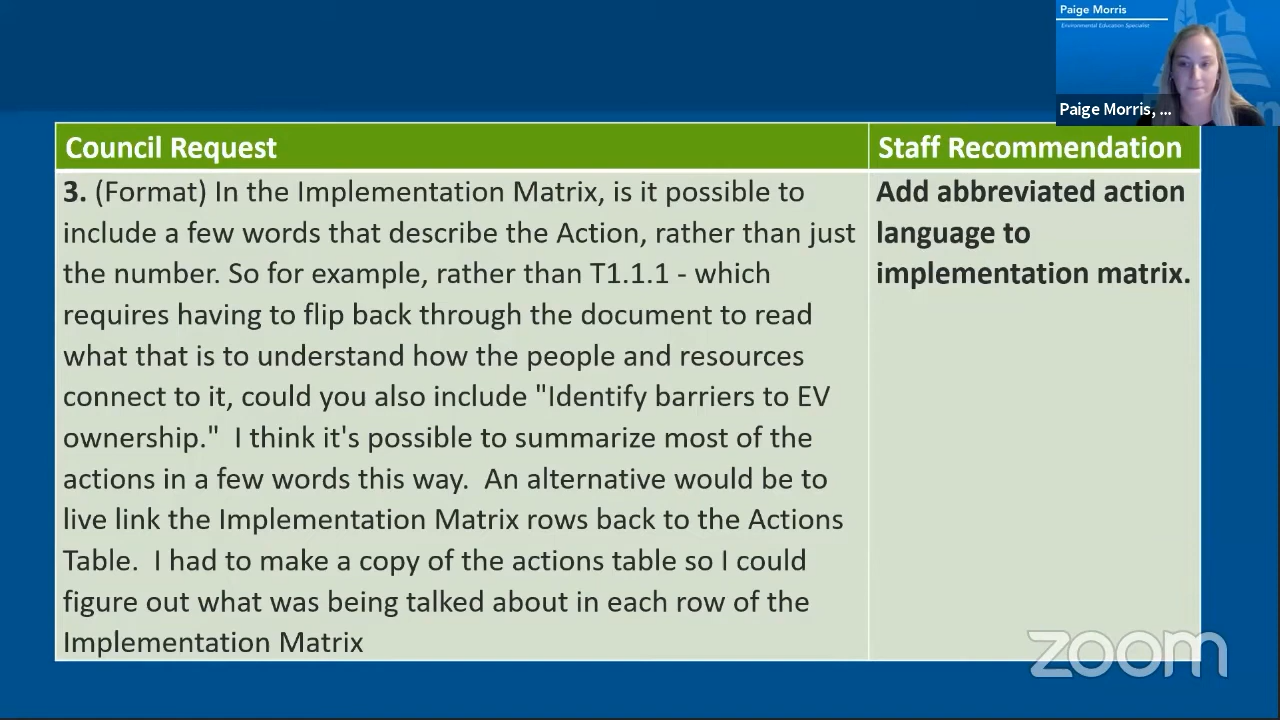 Paige Morris
Environmental Education Specialist
Paige Morris, ...
Council Request
Staff Recommendation
3. (Format) In the Implementation Matrix, is it possible to
include a few words that describe the Action, rather than just
the number. So for example, rather than T1.1.1 - which
requires having to flip back through the document to read
what that is to understand how the people and resources
connect to it, could you also include "Identify barriers to EV
ownership."  I think it's possible to summarize most of the
actions in a few words this way.  An alternative would be to
live link the Implementation Matrix rows back to the Actions
Table.  I had to make a copy of the actions table so I could
figure out what was being talked about in each row of the
Implementation Matrix
Add abbreviated action
language to
implementation matrix.
zoom